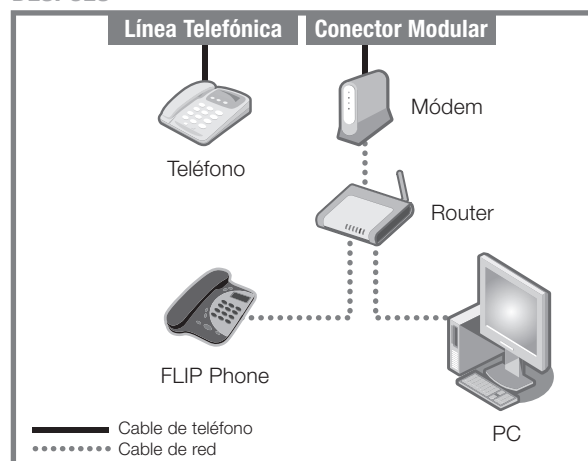 Línea Telefónica
Conector Modular
Módem
Teléfono
Router
FLIP Phone
PC
Cable de teléfono
Cable de red